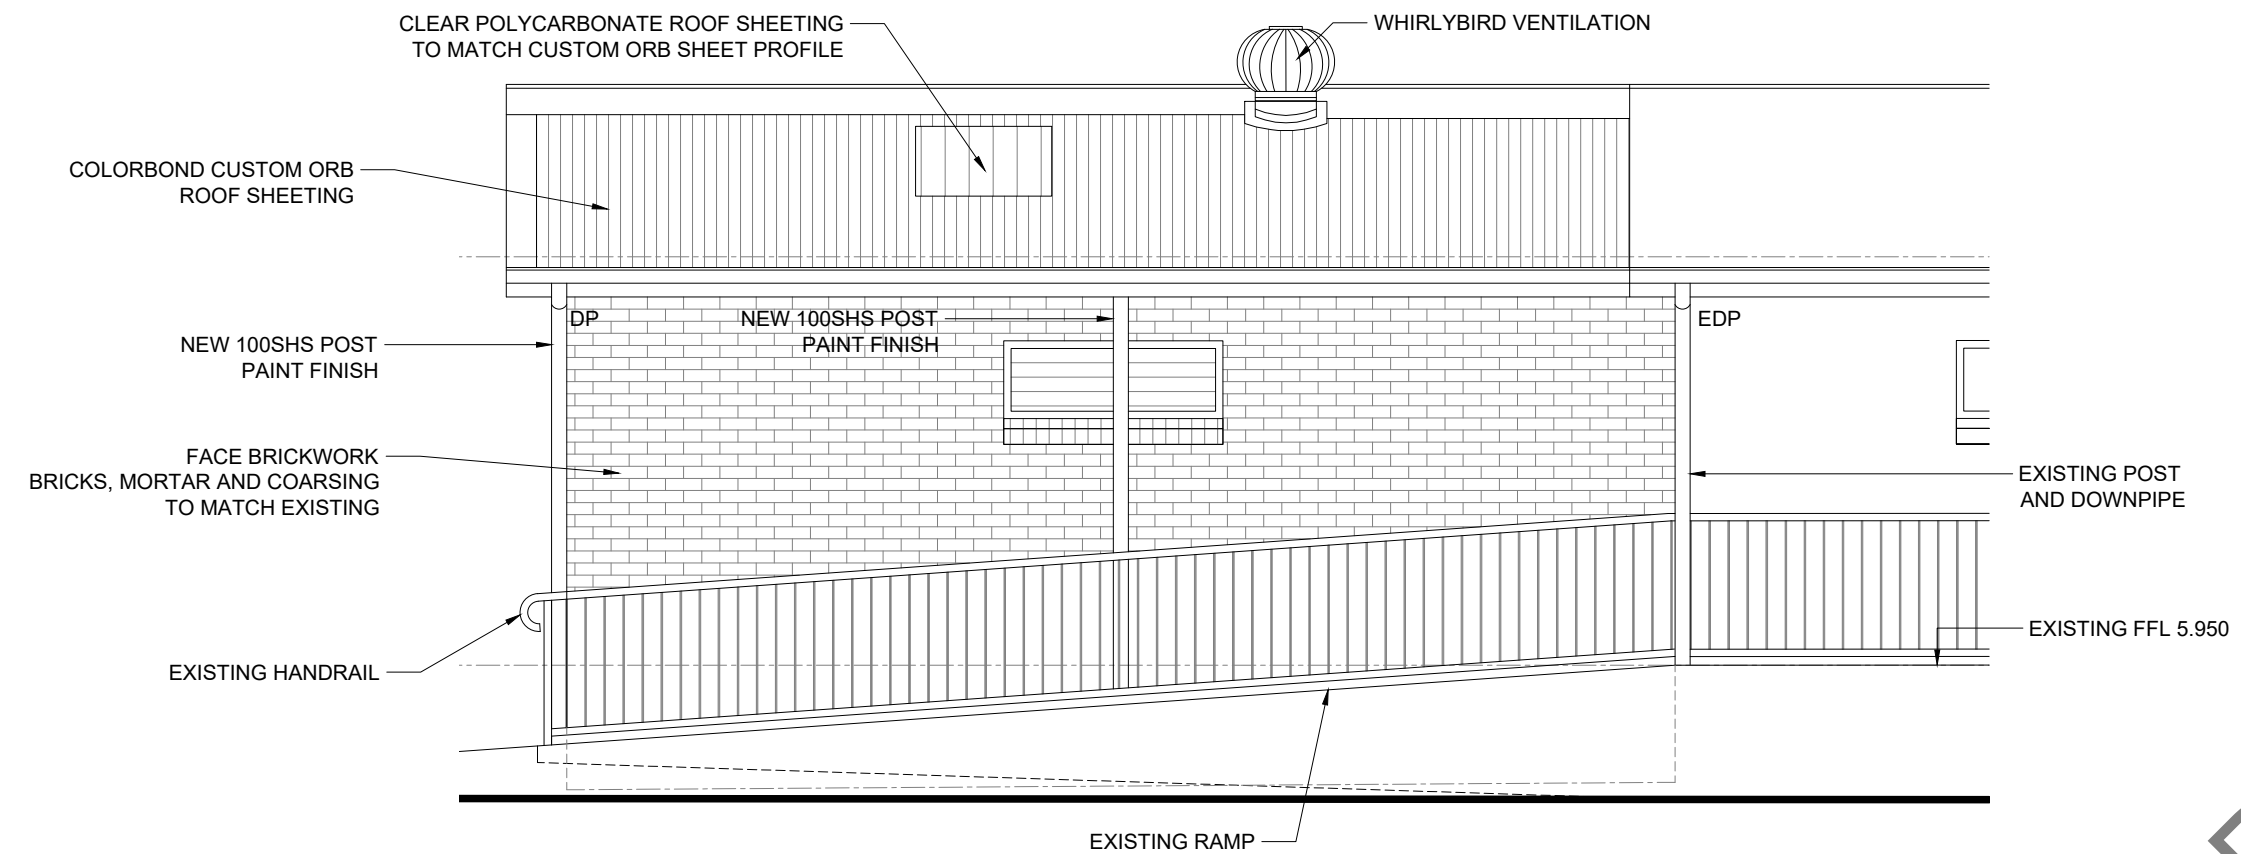 CLEAR POLYCARBONATE ROOF SHEETING
TO MATCH CUSTOM ORB SHEET PROFILE
WHIRLYBIRD VENTILATION
COLORBOND CUSTOM ORB
ROOF SHEETING
DP
NEW 100SHS POST
PAINT FINISH
EDP
NEW 100SHS POST
PAINT FINISH
FACE BRICKWORK
BRICKS, MORTAR AND COARSING
TO MATCH EXISTING
EXISTING POST
AND DOWNPIPE
EXISTING FFL 5.950
EXISTING HANDRAIL
EXISTING RAMP